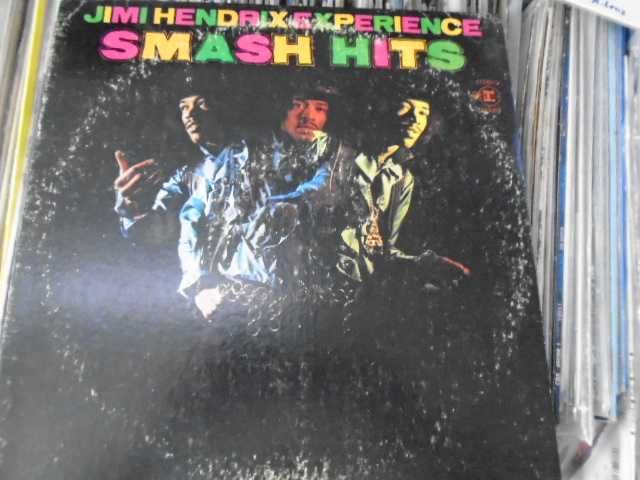 JIMI HENDRIX EXPERIENCE
SMASH HITS